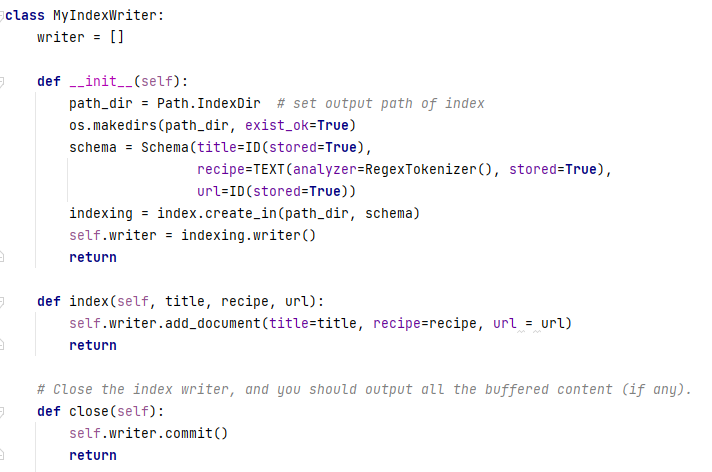 class MyIndexWriter:
    writer = []

    def __init__(self):
        path_dir = Path.IndexDir  # set output path of index
        os.makedirs(path_dir, exist_ok=True)
        schema = Schema(title=ID(stored=True),
                        recipe=TEXT(analyzer=RegexTokenizer(), stored=True),
                        url=ID(stored=True))
        indexing = index.create_in(path_dir, schema)
        self.writer = indexing.writer()
        return

    def index(self, title, recipe, url):
        self.writer.add_document(title=title, recipe=recipe, url = url)
        return

    # Close the index writer, and you should output all the buffered content (if any).
    def close(self):
        self.writer.commit()
        return